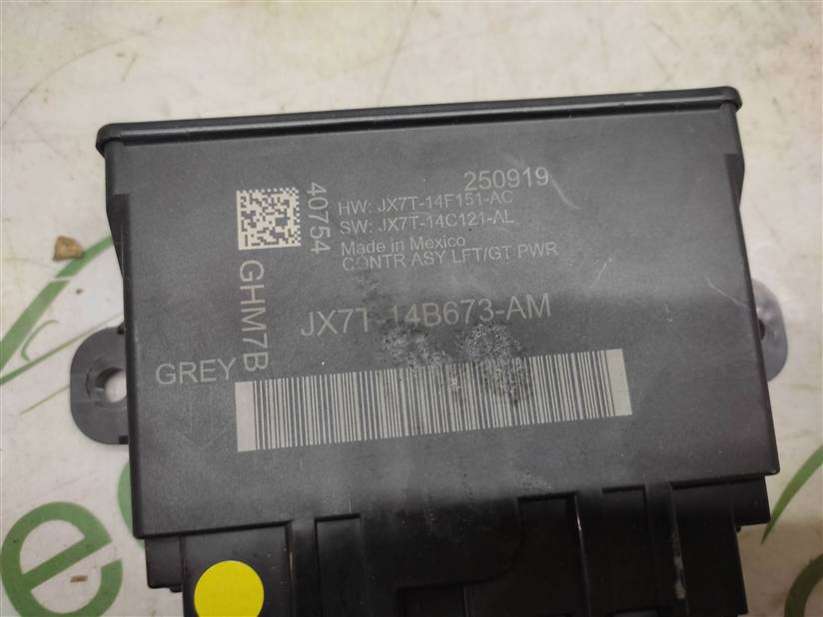 250919
HW: JX7T-14F151-AC
SW: JX7T-14C121-AL
Made in Mexico
CONTR ASY LFT/GT PWR
40754
GHM7B
JX7T-14B673-AM
GREY